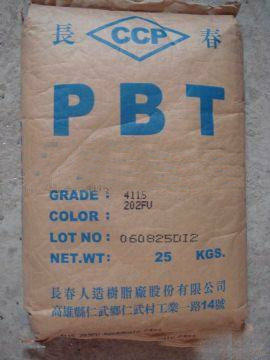 長 CCP 春
PBT
GRADE : 4115
COLOR : 202FU
LOT NO : 060825D12
NET.WT: 25 KGS.
長春人造樹脂廠股份有限公司
高雄縣仁武鄉仁武村工業一路14號